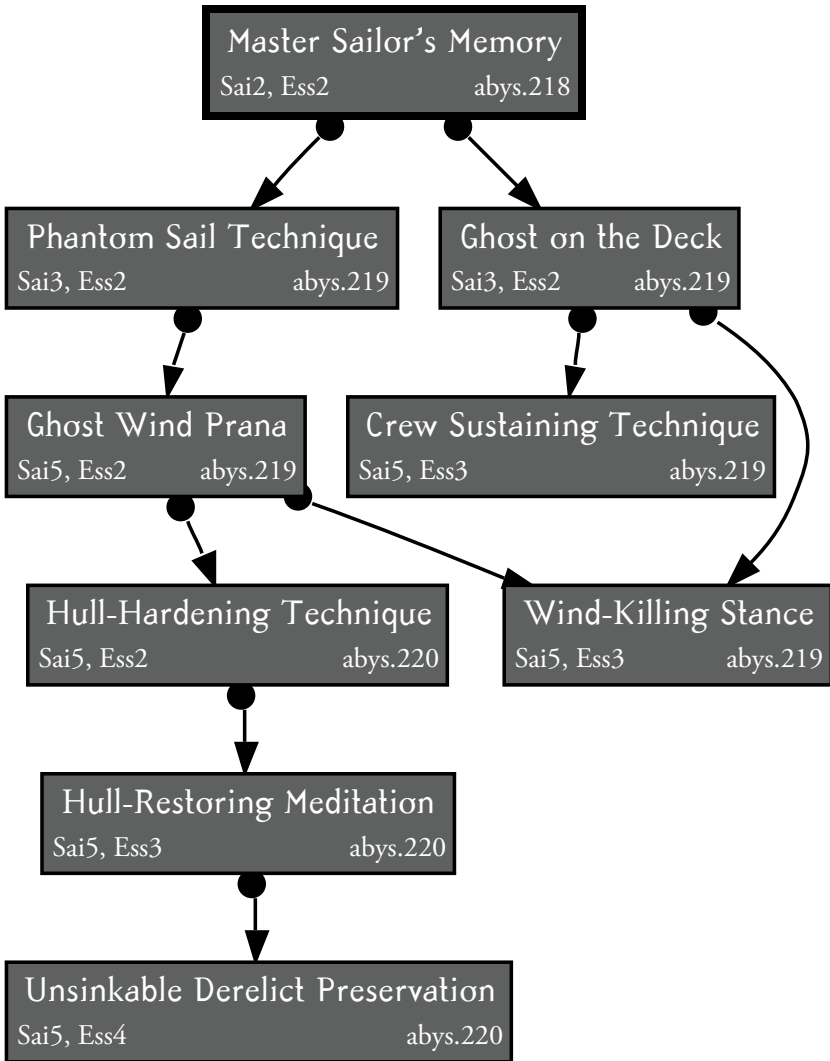 Master Sailor's Memory
Sai2, Ess2 abys.218
Phantom Sail Technique
Sai3, Ess2 abys.219
Ghost on the Deck
Sai3, Ess2 abys.219
Ghost Wind Prana
Sai5, Ess2 abys.219
Crew Sustaining Technique
Sai5, Ess3 abys.219
Hull-Hardening Technique
Sai5, Ess2 abys.220
Wind-Killing Stance
Sai5, Ess3 abys.219
Hull-Restoring Meditation
Sai5, Ess3 abys.220
Unsinkable Derelict Preservation
Sai5, Ess4 abys.220